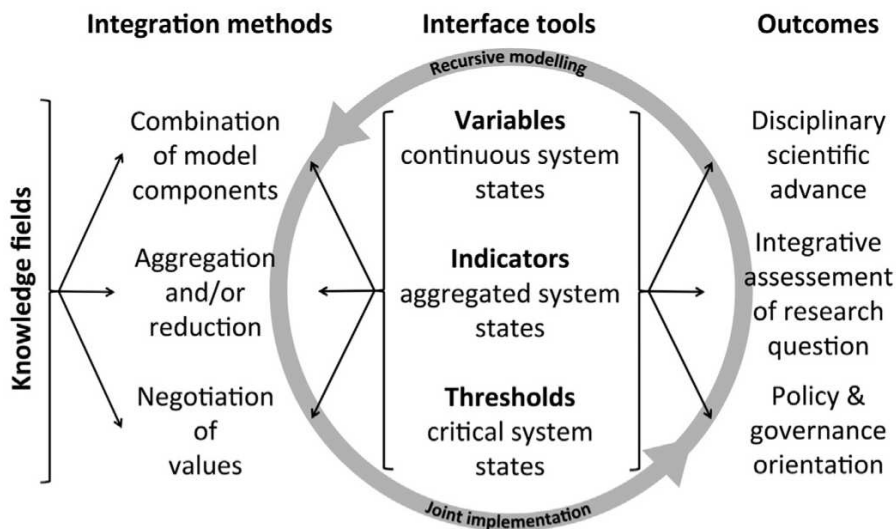 Integration methods
Interface tools
Outcomes
Recursive modelling
Knowledge fields
Combination
of model
components
Aggregation
and/or
reduction
Negotiation
of
values
Variables
continuous system
states
Indicators
aggregated system
states
Thresholds
critical system
states
Disciplinary
scientific
advance
Integrative
assessement
of research
question
Policy &
governance
orientation
Joint implementation